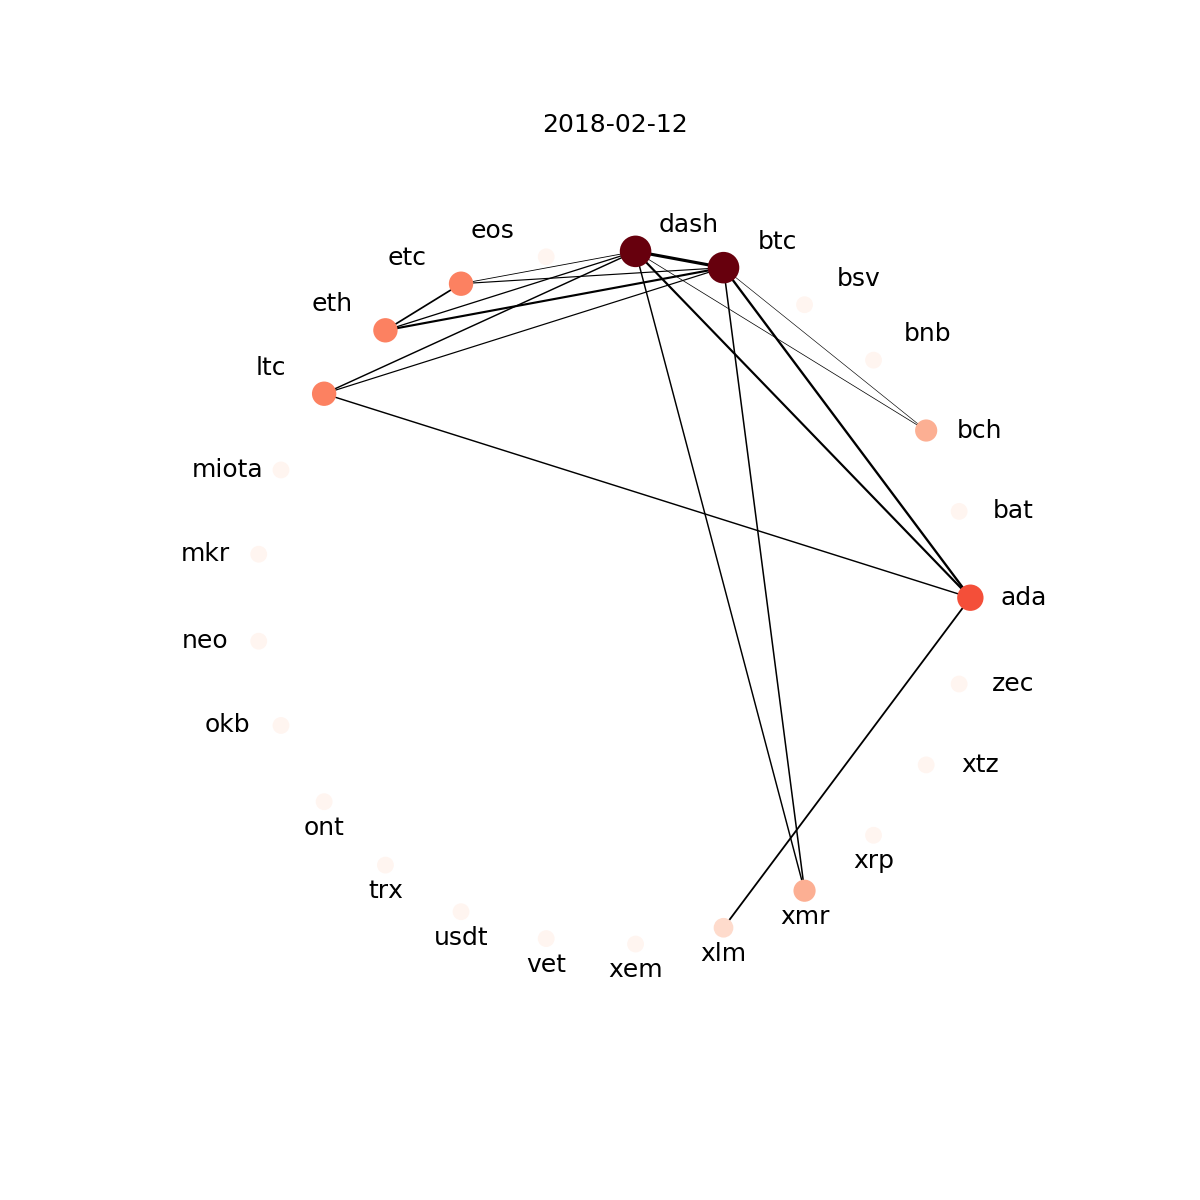 2018-02-12
dash
eos
btc
etc
bsv
eth
bnb
ltc
bch
miota
bat
mkr
ada
neo
zec
okb
xtz
ont
xrp
trx
xmr
usdt
xlm
vet
xem